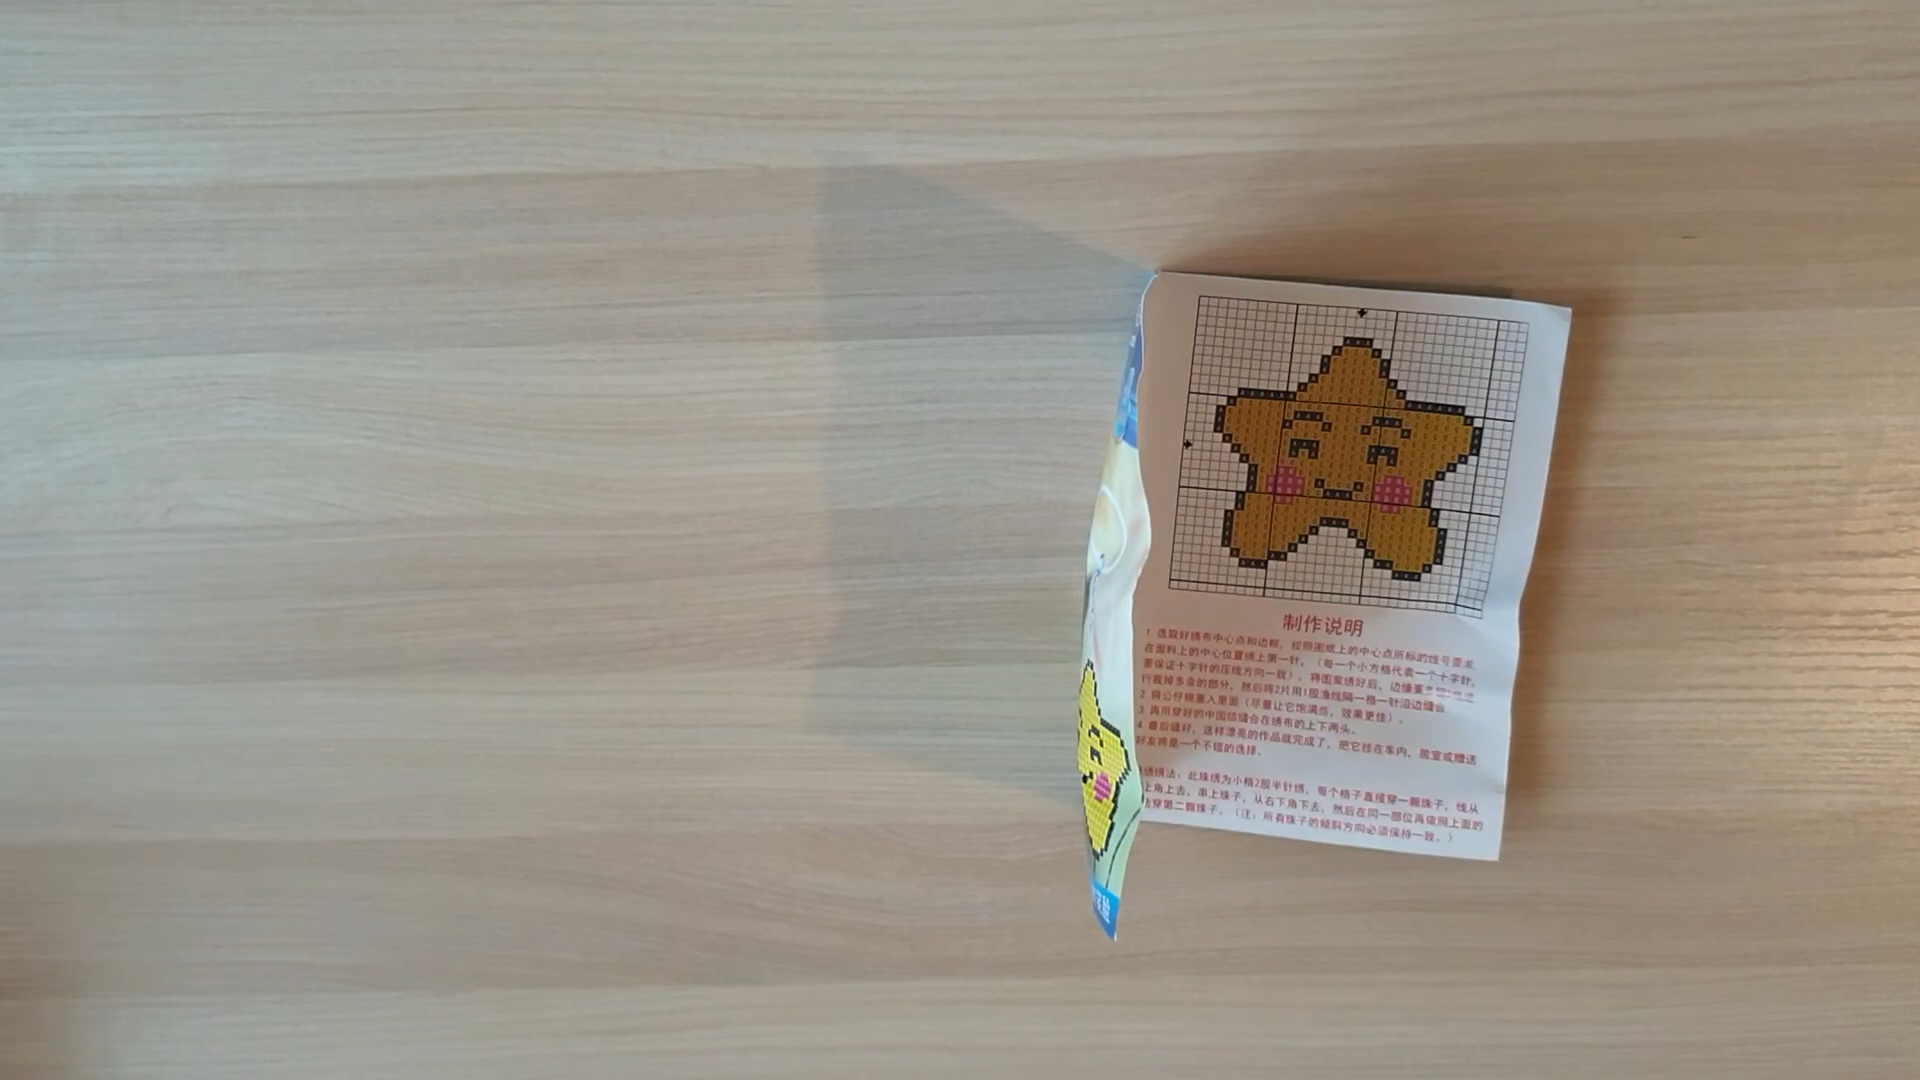 制作说明
1 选取好绣布中心点和边框，按照图纸上的中心点所标的线号要求，
在面料上的中心位置绣上第一针，（每一个小方格代表一个十字针，
要保证十字针的压线方向一致）、将图案绣好后，边缘要
行裁掉多余的部分，然后将2片用1股渔线隔一格一针沿边缝合
2 将公仔棉塞入里面（尽量让它饱满些，效果更佳）。
3 再用穿好的中国结缝合在绣布的上下两头。
4 最后缝好，这样漂亮的作品就完成了，把它挂在车内、居室或赠送
好友将是一个不错的选择。
绣绣法：此珠绣为小格2股半针绣，每个格子直接穿一颗珠子，线从
上角上去，串上珠子，从右下角下去，然后在同一部位再依照上面的
法穿第二颗珠子。（注：所有珠子的倾斜方向必须保持一致。）